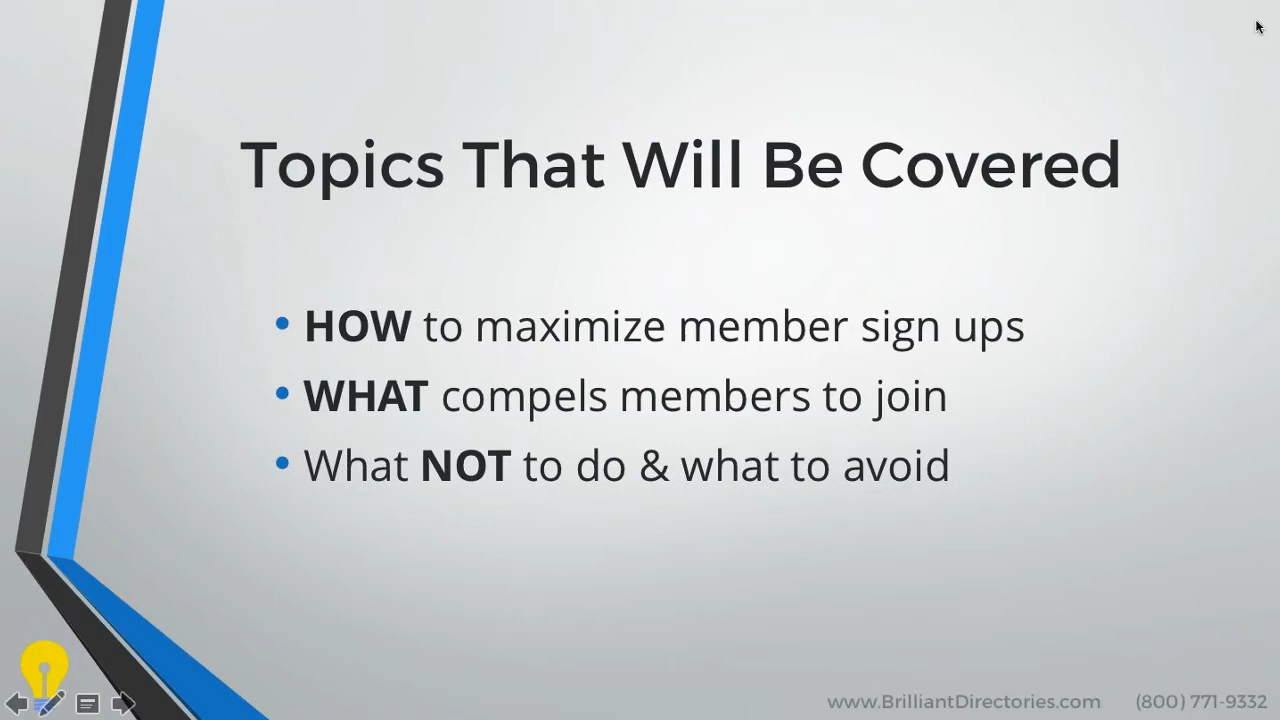 Topics That Will Be Covered
• HOW to maximize member sign ups
• WHAT compels members to join
• What NOT to do & what to avoid
www.BrilliantDirectories.com (800) 771-9332